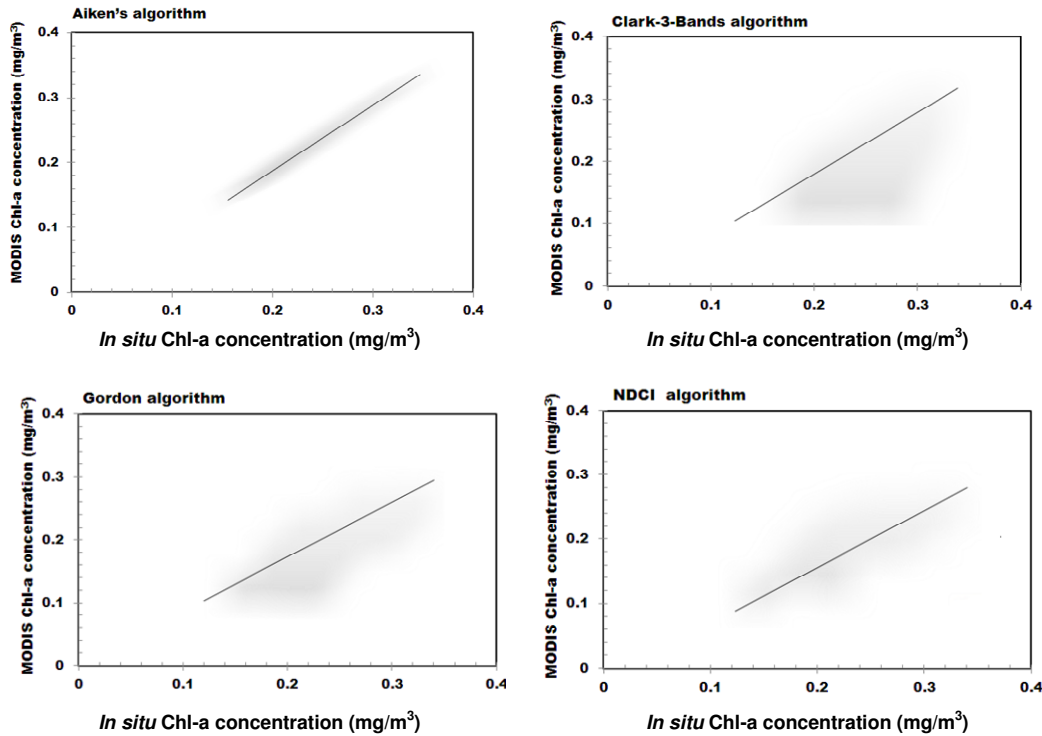 Aiken's algorithm
MODIS Chl-a concentration (mg/m³)
0.4
0.3
0.2
0.1
0
0 0.1 0.2 0.3 0.4
In situ Chl-a concentration (mg/m³)
Clark-3-Bands algorithm
MODIS Chl-a concentration (mg/m³)
0.4
0.3
0.2
0.1
0
0 0.1 0.2 0.3 0.4
In situ Chl-a concentration (mg/m³)
Gordon algorithm
MODIS Chl-a concentration (mg/m³)
0.4
0.3
0.2
0.1
0
0 0.1 0.2 0.3 0.4
In situ Chl-a concentration (mg/m³)
NDCI algorithm
MODIS Chl-a concentration (mg/m³)
0.4
0.3
0.2
0.1
0
0 0.1 0.2 0.3 0.4
In situ Chl-a concentration (mg/m³)